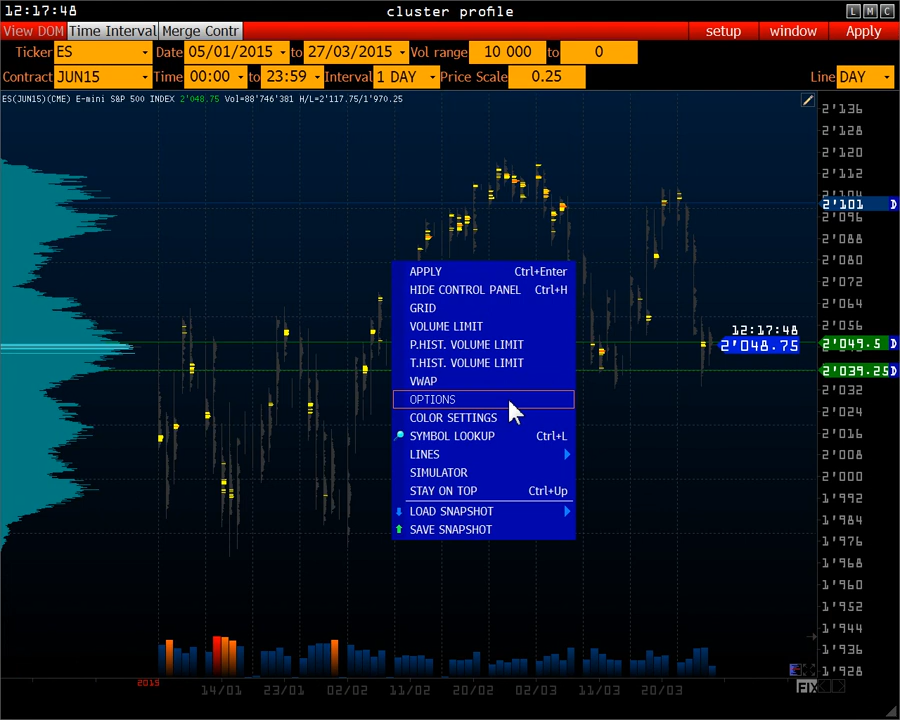 12:17:48 cluster profile L M C
View DOM Time Interval Merge Contr setup window Apply
Ticker ES Date 05/01/2015 to 27/03/2015 Vol range 10 000 to 0
Contract JUN15 Time 00:00 to 23:59 Interval 1 DAY Price Scale 0.25 Line DAY
ES(JUN15)(CME) E-mini S&P 500 INDEX 2'048.75 Vol=88'746'381 H/L=2'117.75/1'970.25
2'136
2'128
2'120
2'112
2'104
2'101 D
2'096
2'088
2'080
2'072
2'064
2'056
12:17:48
2'048.75
2'049.5 D
2'039.25 D
2'032
2'024
2'016
2'008
2'000
1'992
1'984
1'976
1'968
1'960
1'952
1'944
1'936
1'928
APPLY Ctrl+Enter
HIDE CONTROL PANEL Ctrl+H
GRID
VOLUME LIMIT
P.HIST. VOLUME LIMIT
T.HIST. VOLUME LIMIT
VWAP
OPTIONS
COLOR SETTINGS
SYMBOL LOOKUP Ctrl+L
LINES
SIMULATOR
STAY ON TOP Ctrl+Up
LOAD SNAPSHOT
SAVE SNAPSHOT
2015 14/01 23/01 02/02 11/02 20/02 02/03 11/03 20/03
FIX